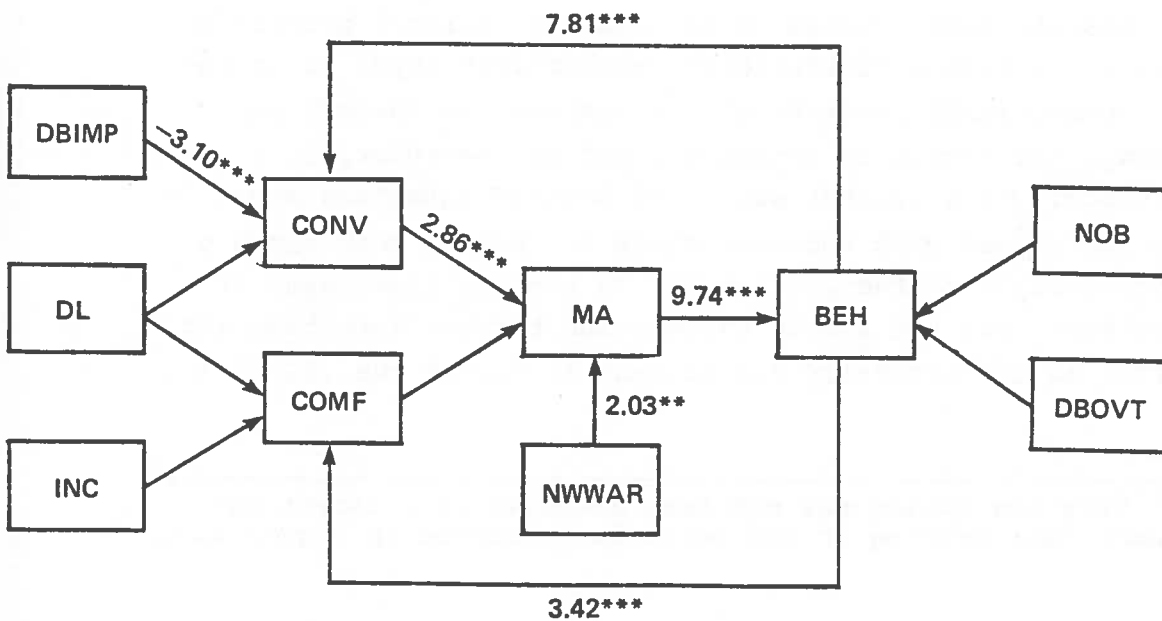 7.81***
DBIMP
-3.10***
CONV
NOB
2.86***
DL
MA
9.74***
BEH
COMF
2.03**
DBOVT
INC
NWWAR
3.42***